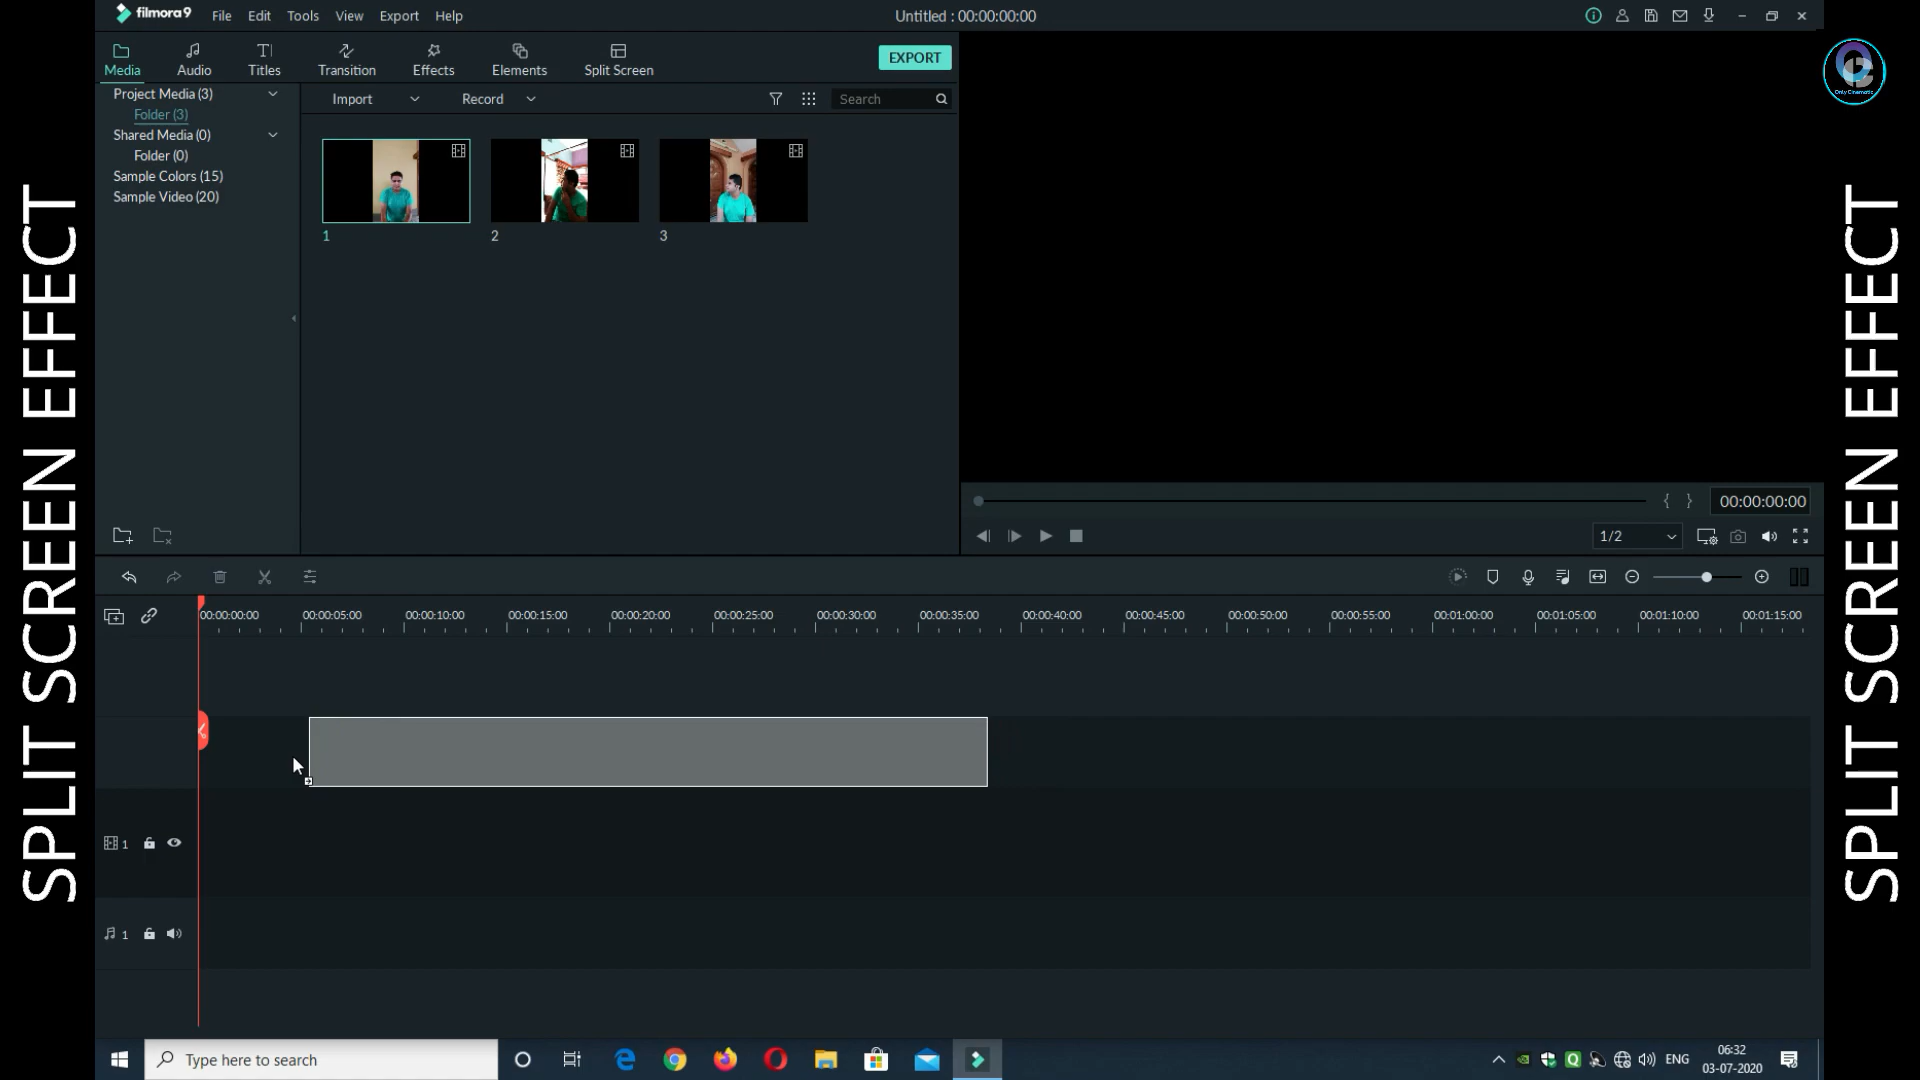 filmora9 File Edit Tools View Export Help
Untitled : 00:00:00:00
Media Audio Titles Transition Effects Elements Split Screen
EXPORT
Project Media (3)
Folder (3)
Shared Media (0)
Folder (0)
Sample Colors (15)
Sample Video (20)
Import Record Search
1 2 3
{ } 00:00:00:00
1/2
00:00:00:00 00:00:05:00 00:00:10:00 00:00:15:00 00:00:20:00 00:00:25:00 00:00:30:00 00:00:35:00 00:00:40:00 00:00:45:00 00:00:50:00 00:00:55:00 00:01:00:00 00:01:05:00 00:01:10:00 00:01:15:00
1
1
Type here to search
ENG
06:32
03-07-2020
SPLIT SCREEN EFFECT
SPLIT SCREEN EFFECT
Only Cinematic